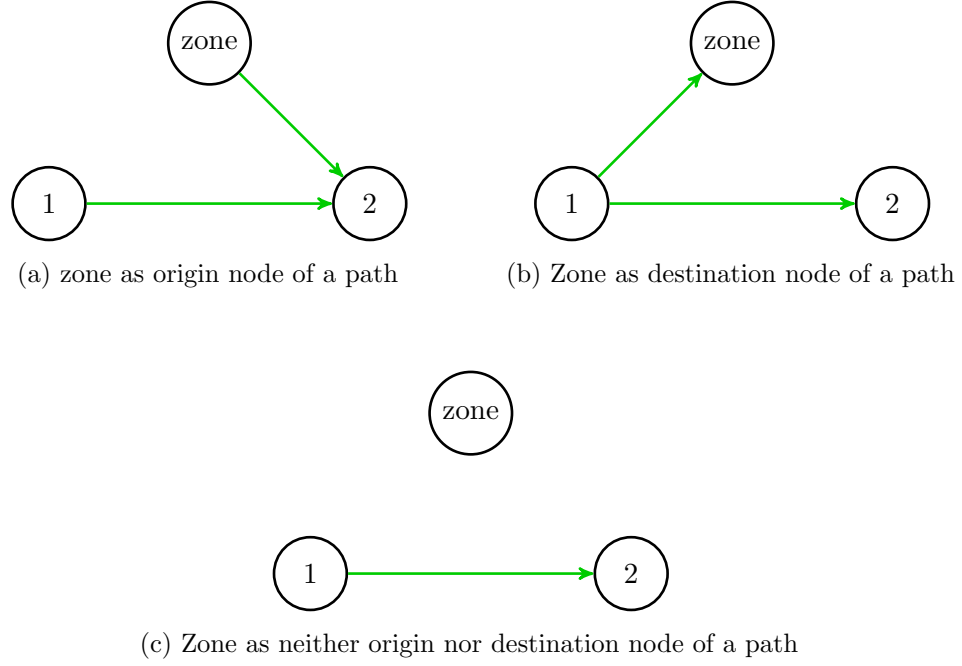 zone
zone
1
2
1
2
(a) zone as origin node of a path
(b) Zone as destination node of a path
zone
1
2
(c) Zone as neither origin nor destination node of a path